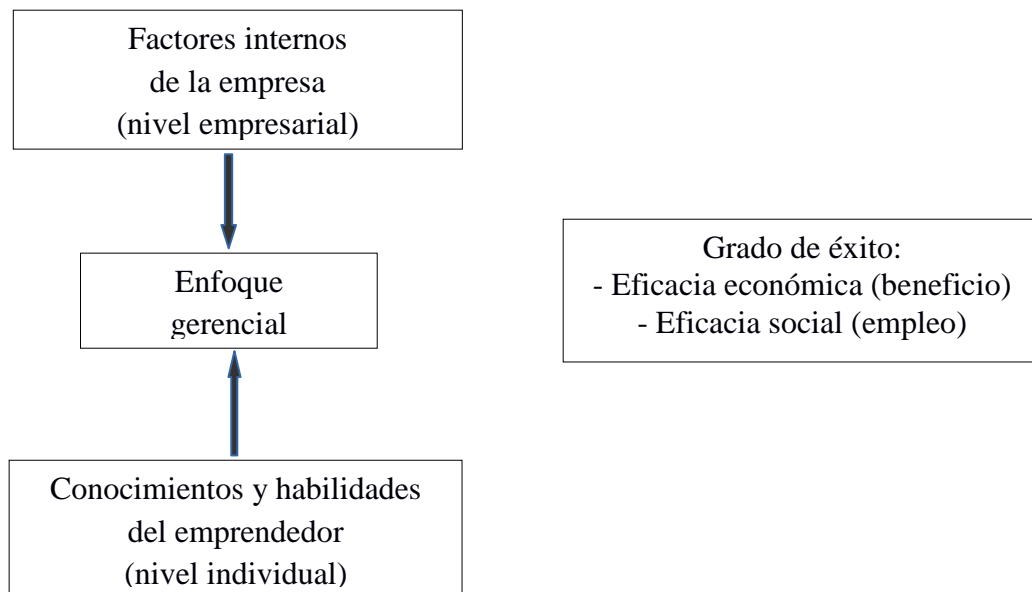 Factores internos
de la empresa
(nivel empresarial)
Enfoque
gerencial
Grado de éxito:
- Eficacia económica (beneficio)
- Eficacia social (empleo)
Conocimientos y habilidades
del emprendedor
(nivel individual)